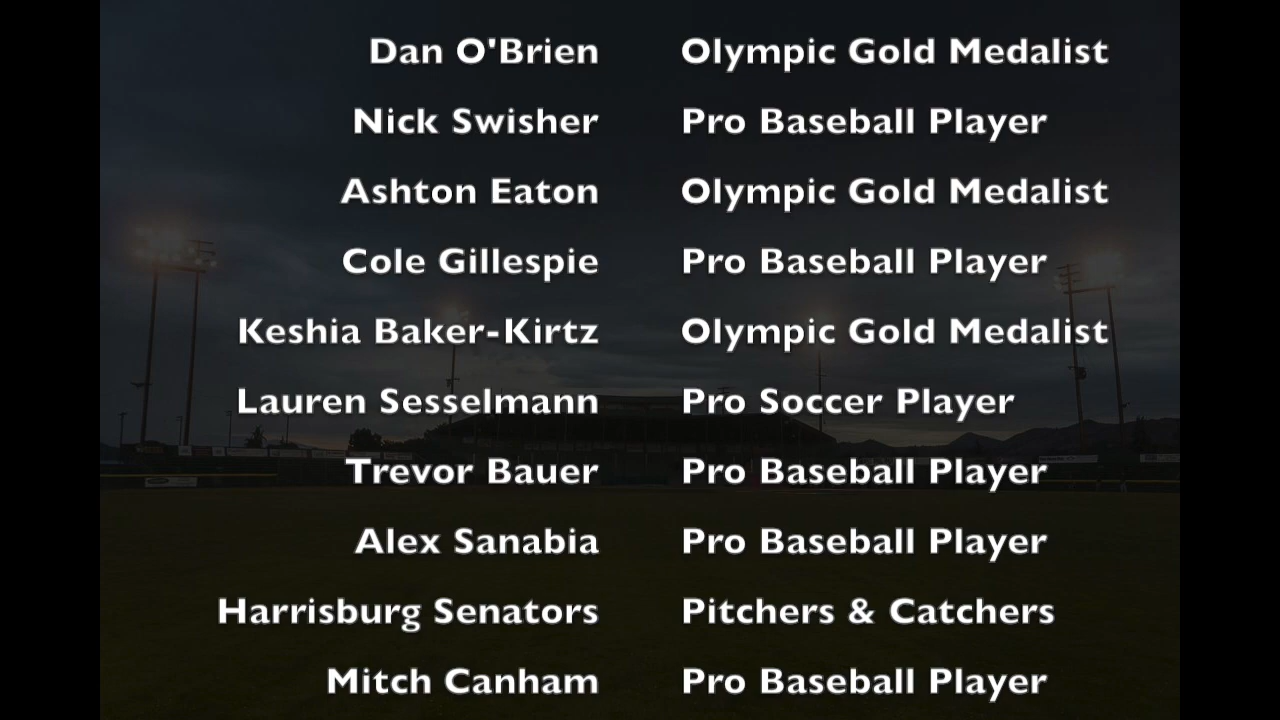 Dan O'Brien Olympic Gold Medalist
Nick Swisher Pro Baseball Player
Ashton Eaton Olympic Gold Medalist
Cole Gillespie Pro Baseball Player
Keshia Baker-Kirtz Olympic Gold Medalist
Lauren Sesselmann Pro Soccer Player
Trevor Bauer Pro Baseball Player
Alex Sanabia Pro Baseball Player
Harrisburg Senators Pitchers & Catchers
Mitch Canham Pro Baseball Player